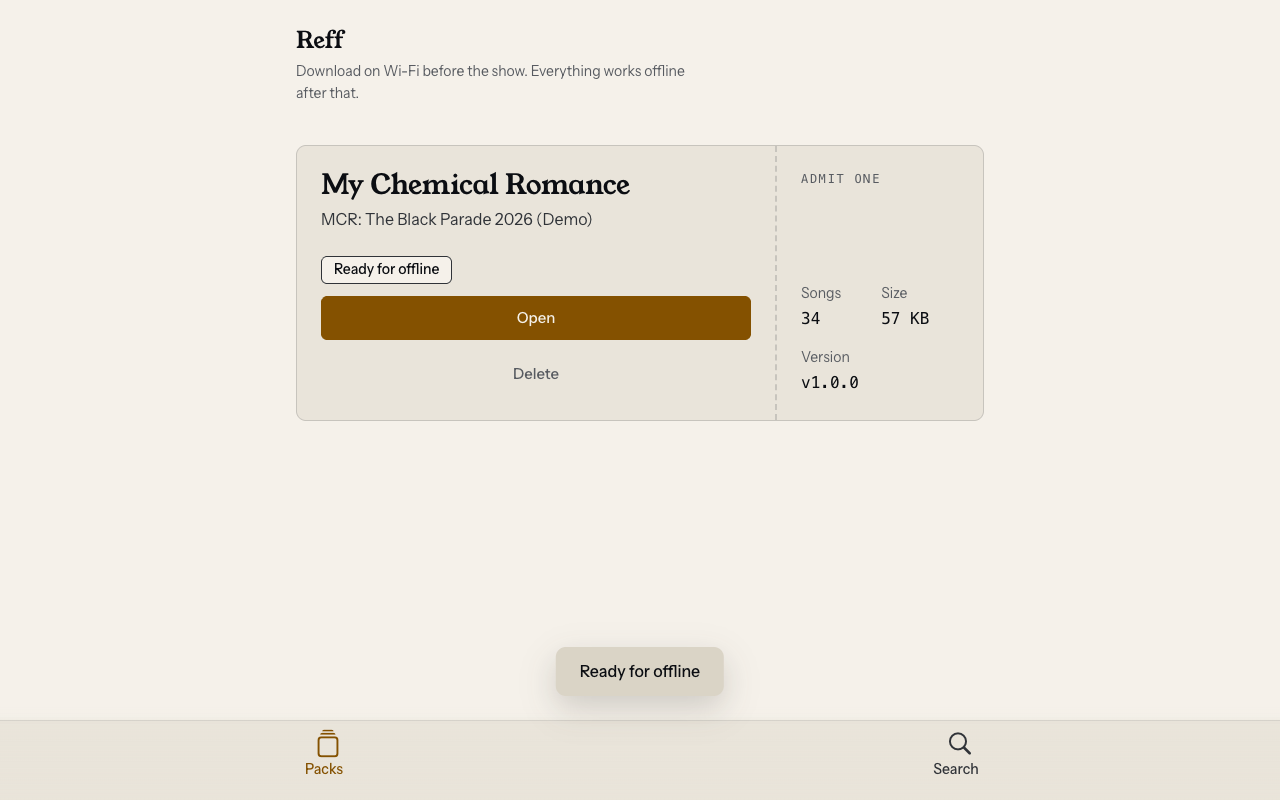 Reff
Download on Wi-Fi before the show. Everything works offline
after that.
My Chemical Romance
MCR: The Black Parade 2026 (Demo)
Ready for offline
Open
Delete
ADMIT ONE
Songs
34
Size
57 KB
Version
v1.0.0
Ready for offline
Packs
Search